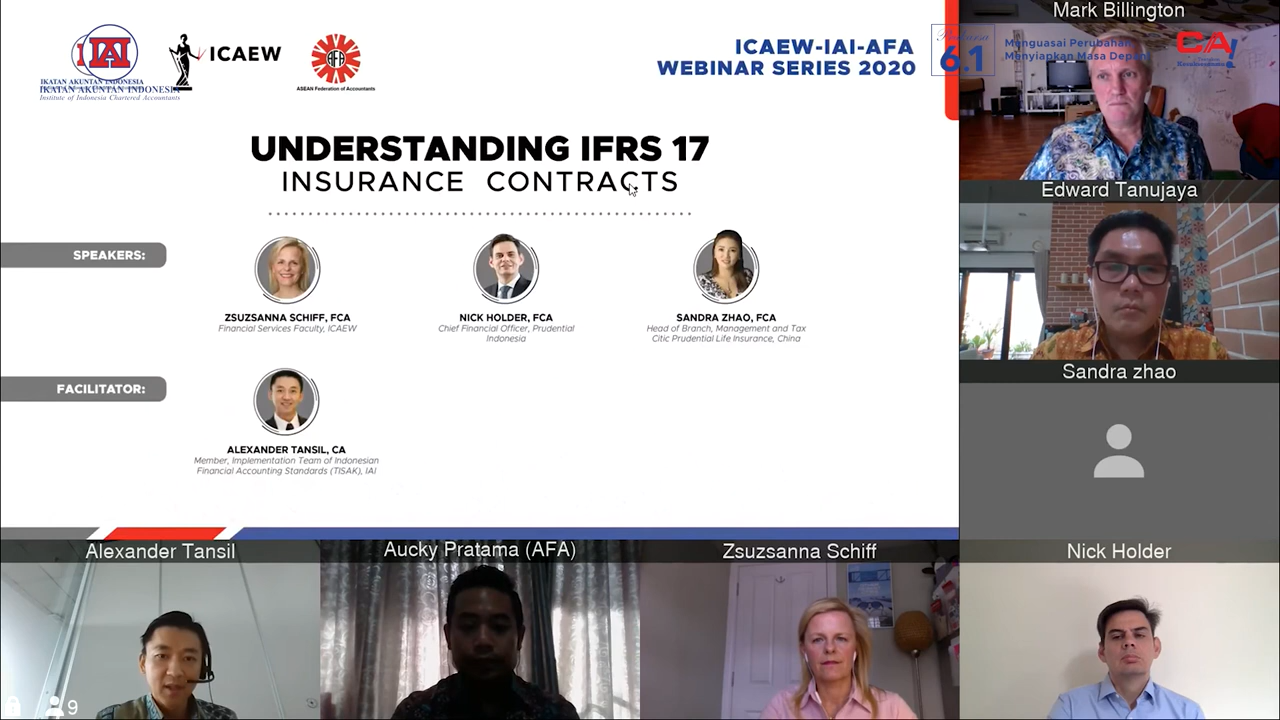 IAI
IKATAN AKUNTAN INDONESIA
IKATAN AKUNTAN INDONESIA
Institute of Indonesia Chartered Accountants
ICAEW
AFA
ASEAN Federation of Accountants
ICAEW-IAI-AFA
WEBINAR SERIES 2020
6.1
Menguasai Perubahan
Menyiapkan Masa Depan
CA!
UNDERSTANDING IFRS 17
INSURANCE CONTRACTS
SPEAKERS:
ZSUZSANNA SCHIFF, FCA
Financial Services Faculty, ICAEW
NICK HOLDER, FCA
Chief Financial Officer, Prudential
Indonesia
SANDRA ZHAO, FCA
Head of Branch, Management and Tax
Citic Prudential Life Insurance, China
FACILITATOR:
ALEXANDER TANSIL, CA
Member, Implementation Team of Indonesian
Financial Accounting Standards (TISAK), IAI
Mark Billington
Edward Tanujaya
Sandra zhao
Alexander Tansil
Aucky Pratama (AFA)
Zsuzsanna Schiff
Nick Holder
9